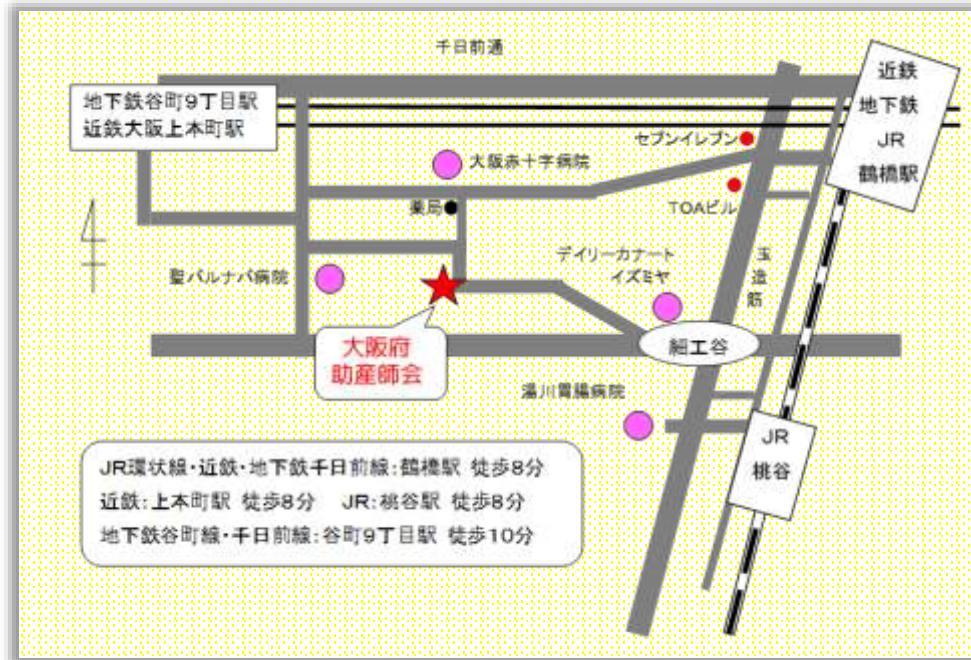 千日前通
近鉄
地下鉄
JR
鶴橋駅
地下鉄谷町9丁目駅
近鉄大阪上本町駅
セブンイレブン
大阪赤十字病院
薬局
TOAビル
デイリーカナート
イズミヤ
玉造筋
聖バルナバ病院
大阪府
助産師会
細工谷
湯川胃腸病院
JR
桃谷
JR環状線・近鉄・地下鉄千日前線:鶴橋駅 徒歩8分
近鉄:上本町駅 徒歩8分 JR:桃谷駅 徒歩8分
地下鉄谷町線・千日前線:谷町9丁目駅 徒歩10分